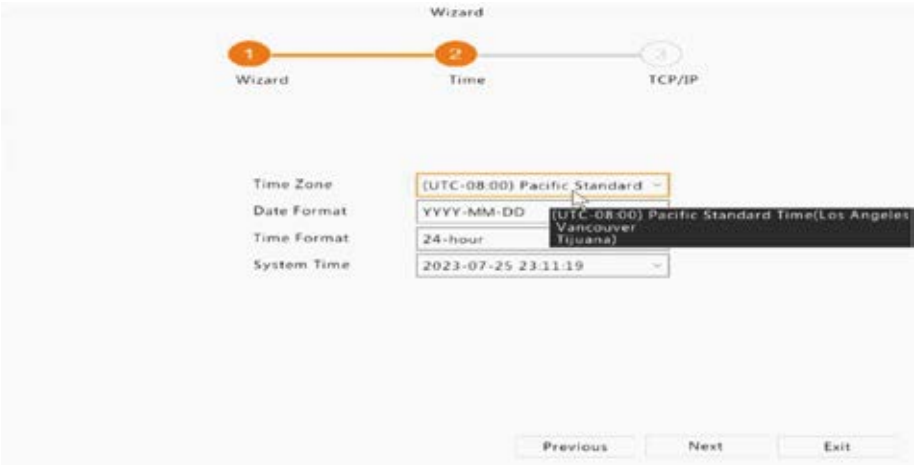 Wizard
1 2 3
Wizard Time TCP/IP
Time Zone (UTC-08:00) Pacific Standard
Date Format YYYY-MM-DD
(UTC-08:00) Pacific Standard Time(Los Angeles
Vancouver
Tijuana)
Time Format 24-hour
System Time 2023-07-25 23:11:19
Previous Next Exit